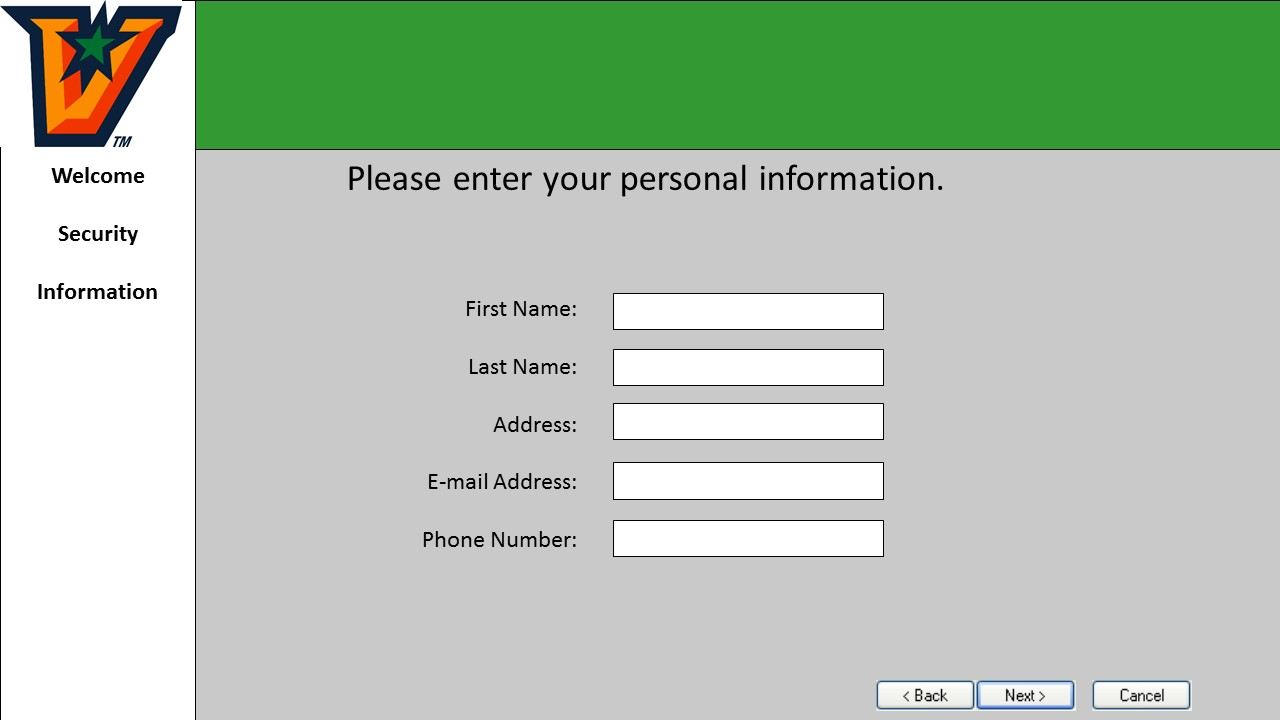 TM
Welcome
Security
Information
Please enter your personal information.
First Name:
Last Name:
Address:
E-mail Address:
Phone Number:
< Back
Next >
Cancel